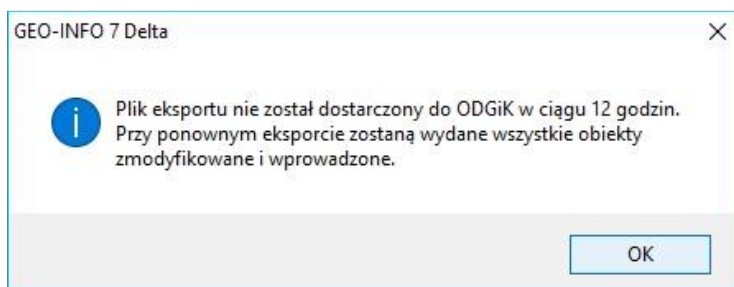 GEO-INFO 7 Delta
Plik eksportu nie został dostarczony do ODGiK w ciągu 12 godzin.
Przy ponownym eksporcie zostaną wydane wszystkie obiekty
zmodyfikowane i wprowadzone.
OK